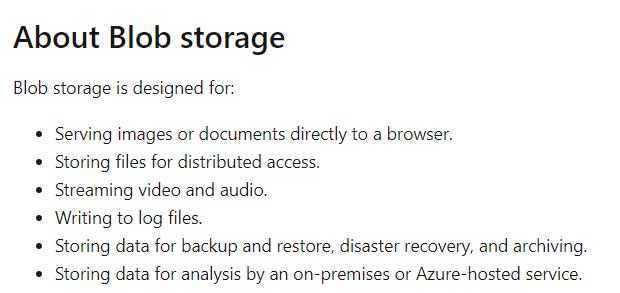 About Blob storage
Blob storage is designed for:
• Serving images or documents directly to a browser.
• Storing files for distributed access.
• Streaming video and audio.
• Writing to log files.
• Storing data for backup and restore, disaster recovery, and archiving.
• Storing data for analysis by an on-premises or Azure-hosted service.